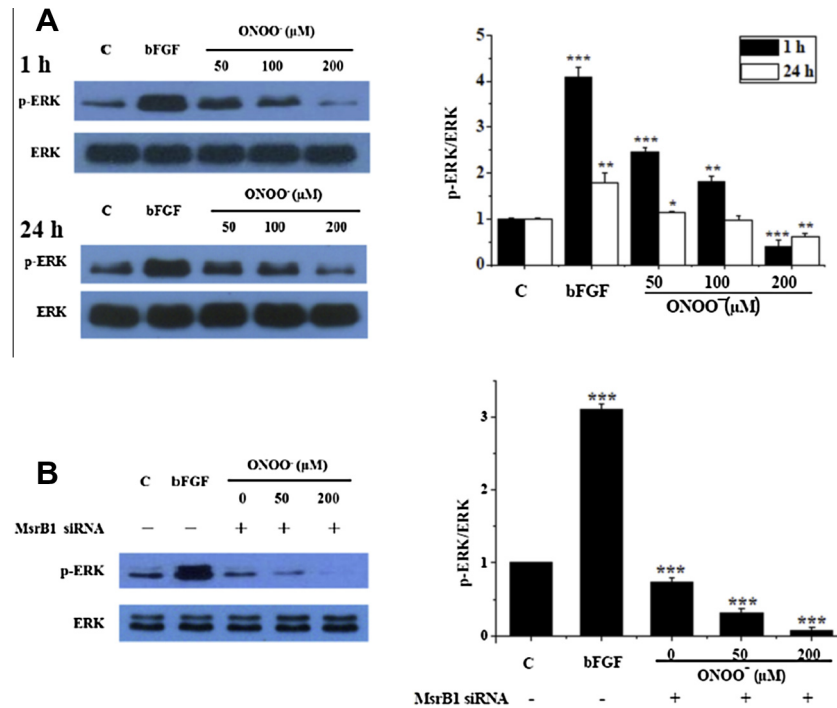 A
ONOO⁻ (μM)
C bFGF
50 100 200
1 h
p-ERK
ERK
ONOO⁻ (μM)
C bFGF
50 100 200
24 h
p-ERK
ERK
5
4
3
2
1
0
p-ERK/ERK
1 h
24 h
***
**
***
*
**
***
**
C bFGF 50 100 200
ONOO⁻(μM)
B
ONOO⁻ (μM)
C bFGF
0 50 200
MsrB1 siRNA – – + + +
p-ERK
ERK
3
2
1
0
p-ERK/ERK
***
***
***
***
C bFGF 0 50 200
ONOO⁻ (μM)
MsrB1 siRNA - - + + +